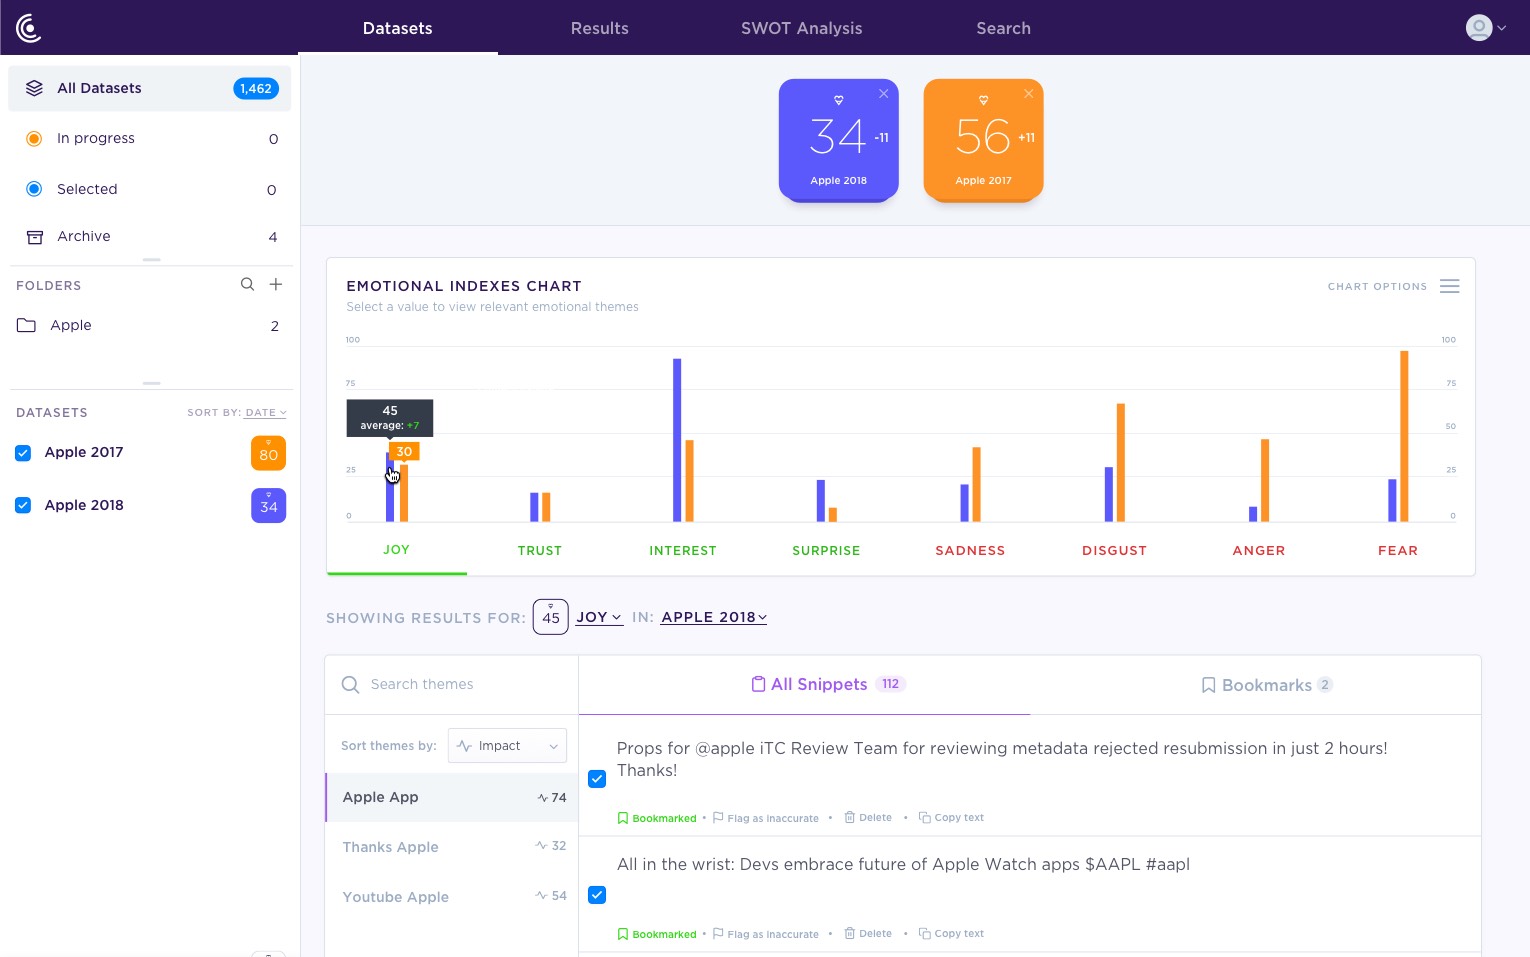 Datasets
Results
SWOT Analysis
Search
All Datasets 1,462
In progress 0
Selected 0
Archive 4
FOLDERS
Apple 2
DATASETS SORT BY: DATE
Apple 2017 80
Apple 2018 34
34 -11
Apple 2018
56 +11
Apple 2017
EMOTIONAL INDEXES CHART
Select a value to view relevant emotional themes
CHART OPTIONS
100 100
75 75
50
25 25
0 0
45
average: +7
30
JOY TRUST INTEREST SURPRISE SADNESS DISGUST ANGER FEAR
SHOWING RESULTS FOR: 45 JOY IN: APPLE 2018
Search themes
Sort themes by: Impact
Apple App 74
Thanks Apple 32
Youtube Apple 54
All Snippets 112
Bookmarks 2
Props for @apple iTC Review Team for reviewing metadata rejected resubmission in just 2 hours!
Thanks!
Bookmarked • Flag as inaccurate • Delete • Copy text
All in the wrist: Devs embrace future of Apple Watch apps $AAPL #aapl
Bookmarked • Flag as inaccurate • Delete • Copy text